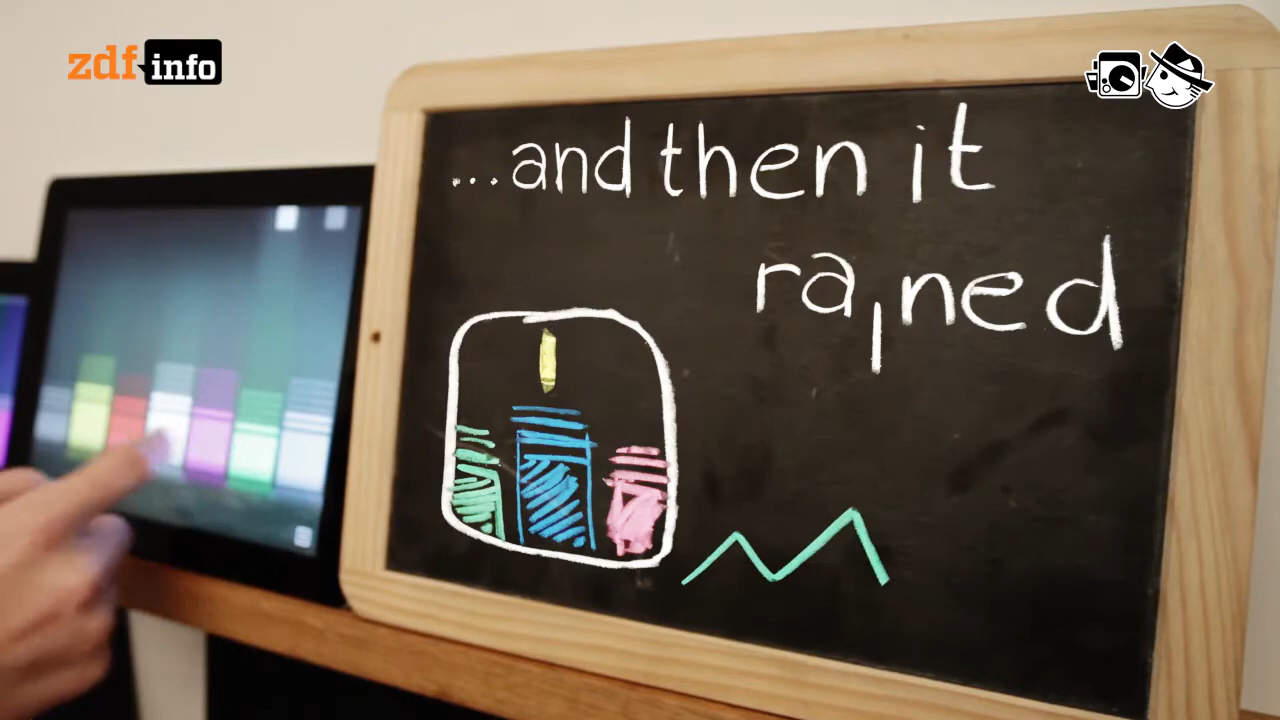 zdf info
...and then it
rained